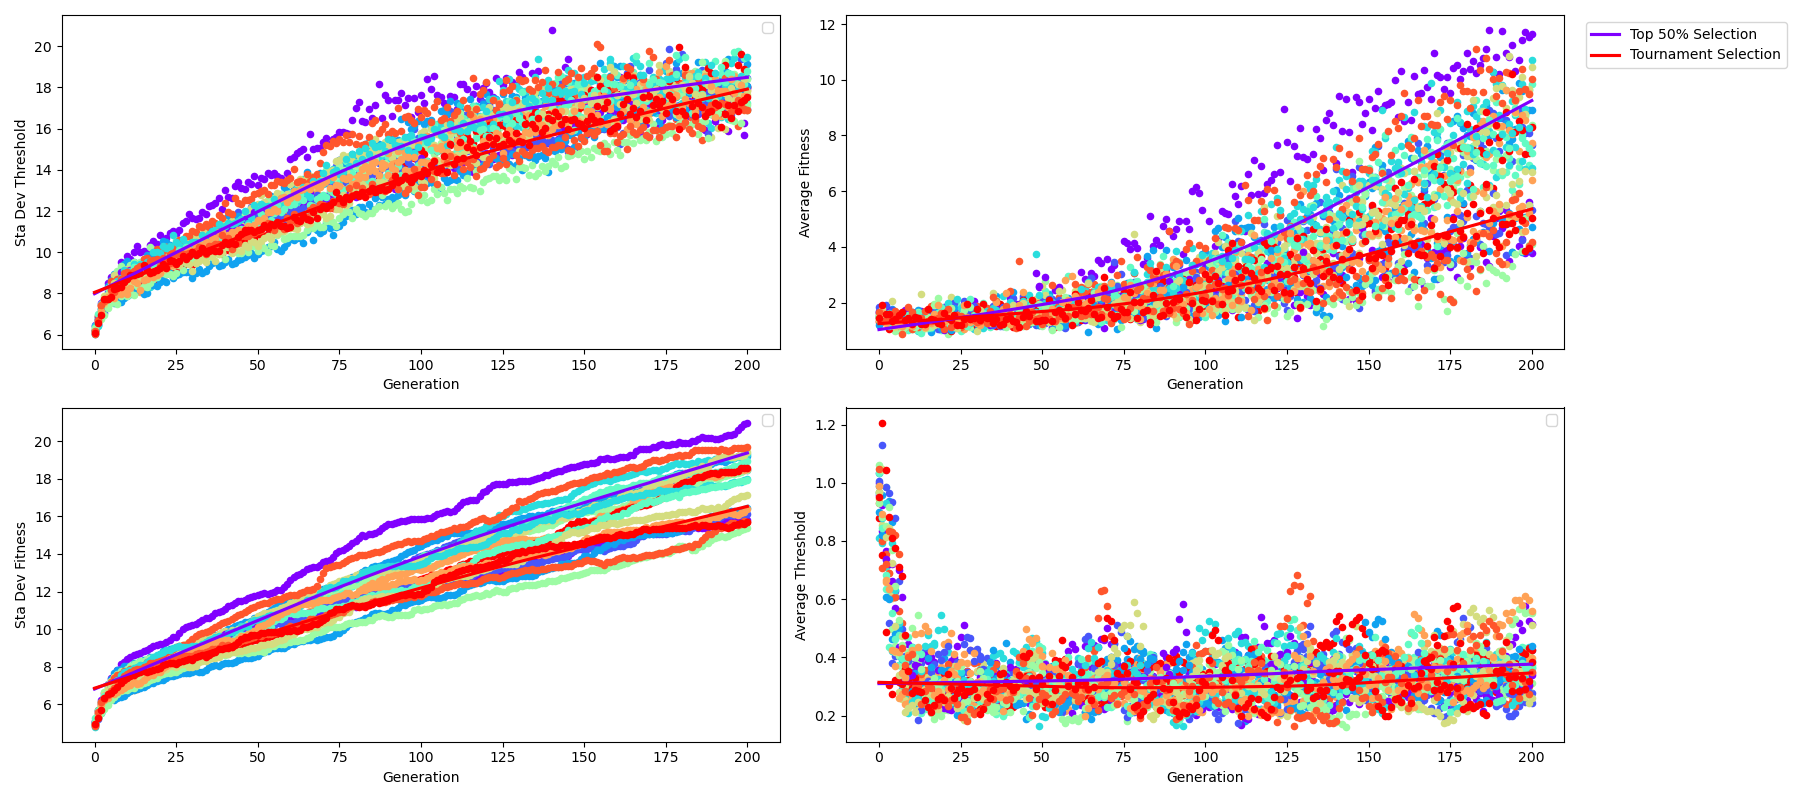 Sta Dev Threshold
20
18
16
14
12
10
8
6
0 25 50 75 100 125 150 175 200
Generation
Average Fitness
12
10
8
6
4
2
0 25 50 75 100 125 150 175 200
Generation
Top 50% Selection
Tournament Selection
Sta Dev Fitness
20
18
16
14
12
10
8
6
0 25 50 75 100 125 150 175 200
Generation
Average Threshold
1.2
1.0
0.8
0.6
0.4
0.2
0 25 50 75 100 125 150 175 200
Generation